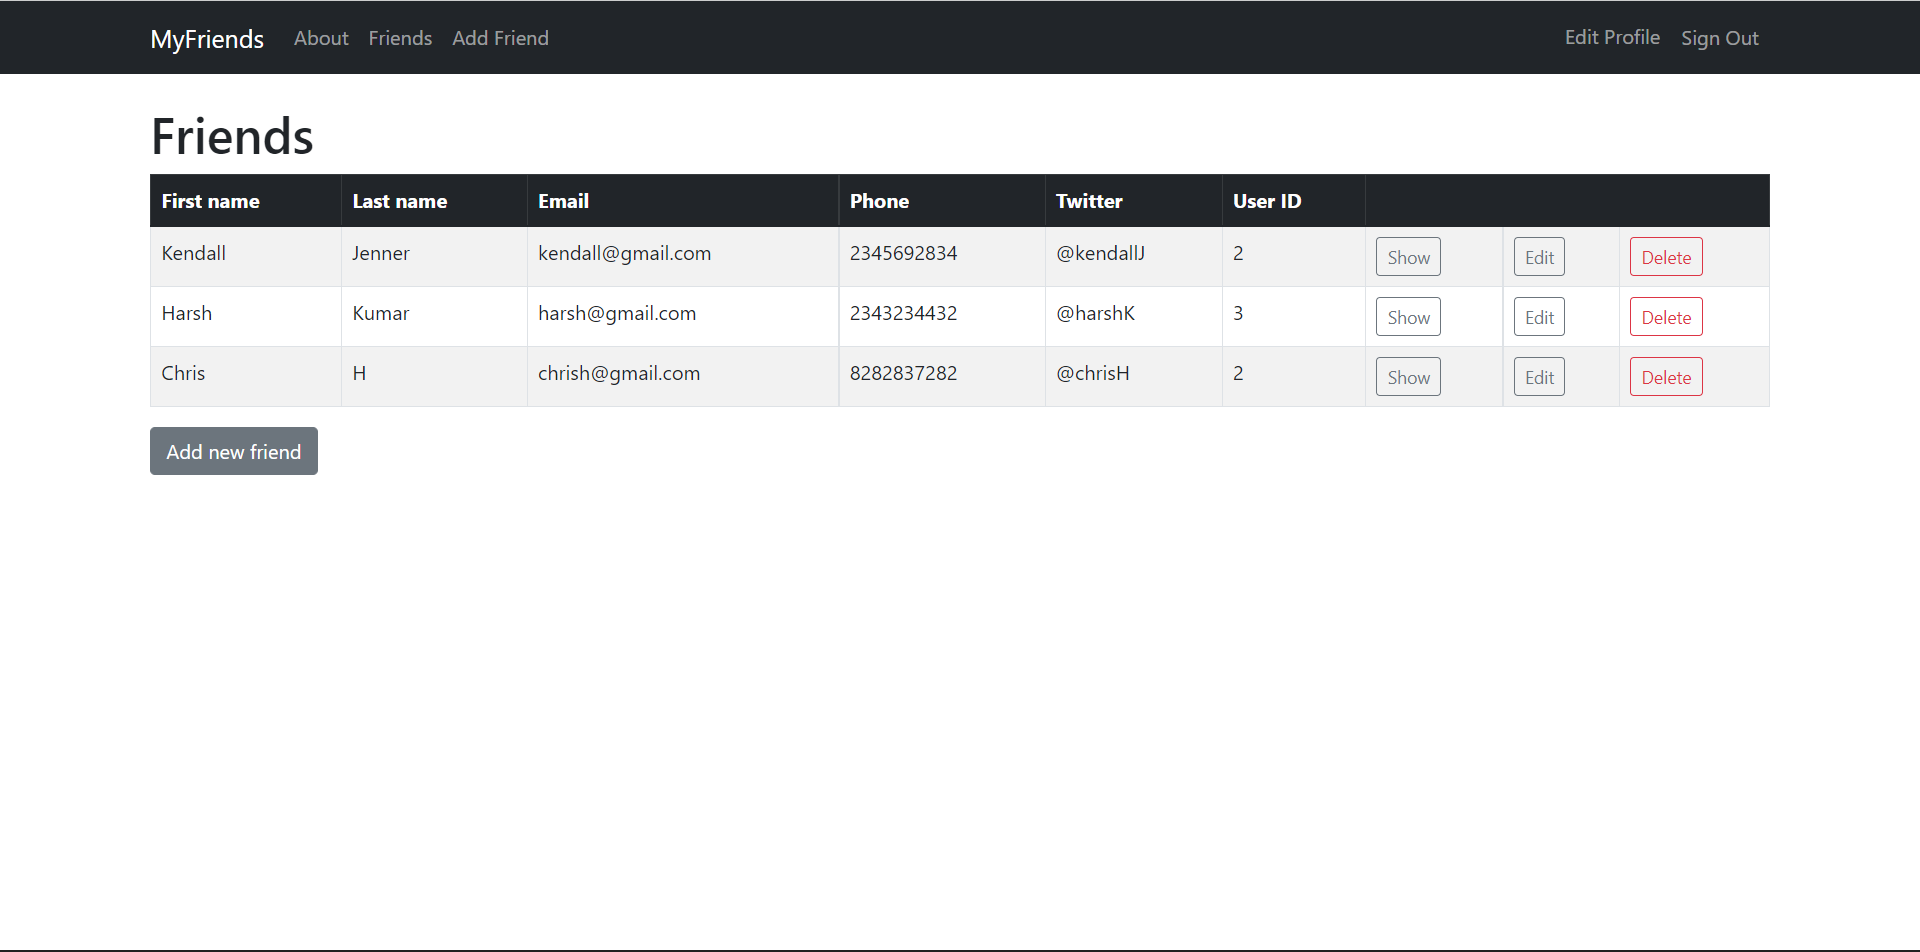 MyFriends About Friends Add Friend Edit Profile Sign Out
Friends
First name Last name Email Phone Twitter User ID
Kendall Jenner kendall@gmail.com 2345692834 @kendallJ 2 Show Edit Delete
Harsh Kumar harsh@gmail.com 2343234432 @harshK 3 Show Edit Delete
Chris H chrish@gmail.com 8282837282 @chrisH 2 Show Edit Delete
Add new friend